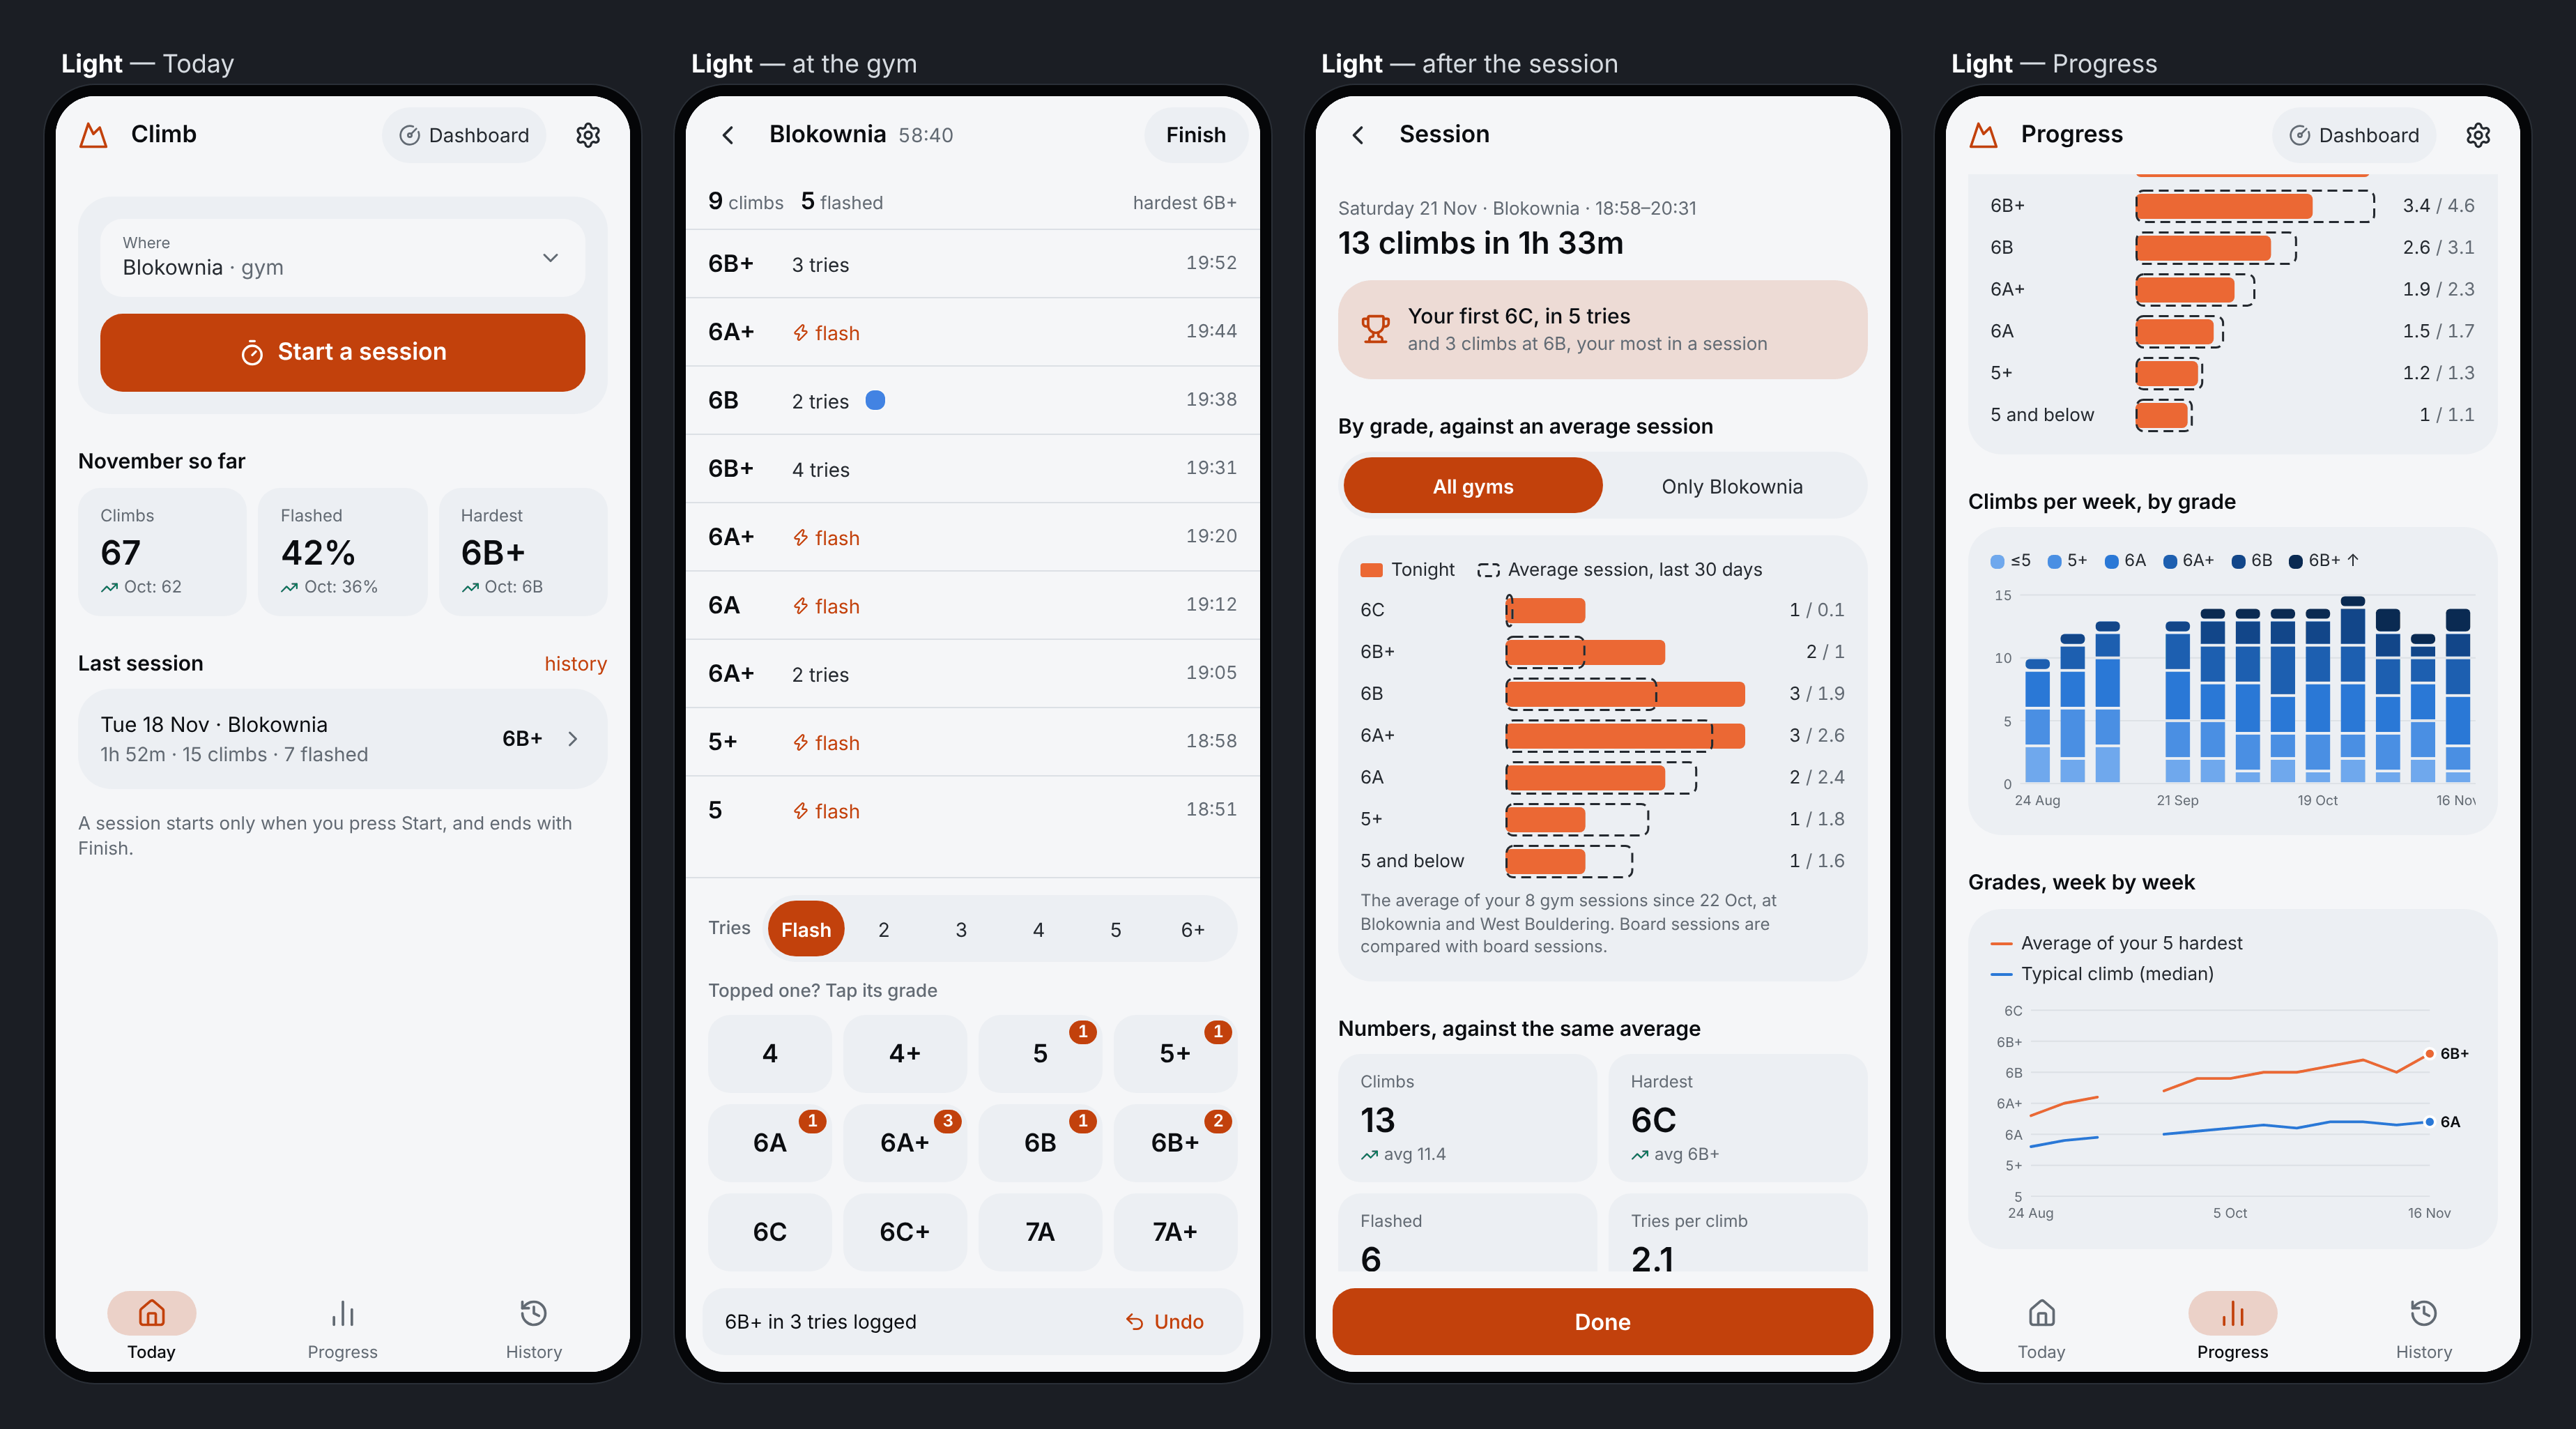 Light — Today
Climb
Dashboard
Where
Blokownia · gym
Start a session
November so far
Climbs
67
Oct: 62
Flashed
42%
Oct: 36%
Hardest
6B+
Oct: 6B
Last session
history
Tue 18 Nov · Blokownia
1h 52m · 15 climbs · 7 flashed
6B+
A session starts only when you press Start, and ends with
Finish.
Today
Progress
History
Light — at the gym
Blokownia 58:40
Finish
9 climbs 5 flashed
hardest 6B+
6B+ 3 tries 19:52
6A+ flash 19:44
6B 2 tries 19:38
6B+ 4 tries 19:31
6A+ flash 19:20
6A flash 19:12
6A+ 2 tries 19:05
5+ flash 18:58
5 flash 18:51
Tries Flash 2 3 4 5 6+
Topped one? Tap its grade
4 4+ 5 1 5+ 1
6A 1 6A+ 3 6B 1 6B+ 2
6C 6C+ 7A 7A+
6B+ in 3 tries logged
Undo
Light — after the session
Session
Saturday 21 Nov · Blokownia · 18:58–20:31
13 climbs in 1h 33m
Your first 6C, in 5 tries
and 3 climbs at 6B, your most in a session
By grade, against an average session
All gyms
Only Blokownia
Tonight
Average session, last 30 days
6C 1 / 0.1
6B+ 2 / 1
6B 3 / 1.9
6A+ 3 / 2.6
6A 2 / 2.4
5+ 1 / 1.8
5 and below 1 / 1.6
The average of your 8 gym sessions since 22 Oct, at
Blokownia and West Bouldering. Board sessions are
compared with board sessions.
Numbers, against the same average
Climbs
13
avg 11.4
Hardest
6C
avg 6B+
Flashed
6
Tries per climb
2.1
Done
Light — Progress
Progress
Dashboard
6B+ 3.4 / 4.6
6B 2.6 / 3.1
6A+ 1.9 / 2.3
6A 1.5 / 1.7
5+ 1.2 / 1.3
5 and below 1 / 1.1
Climbs per week, by grade
≤5 5+ 6A 6A+ 6B 6B+ ↑
15
10
5
0
24 Aug 21 Sep 19 Oct 16 Nov
Grades, week by week
Average of your 5 hardest
Typical climb (median)
6C
6B+
6B
6A+
6A
5+
5
6B+
6A
24 Aug 5 Oct 16 Nov
Today
Progress
History